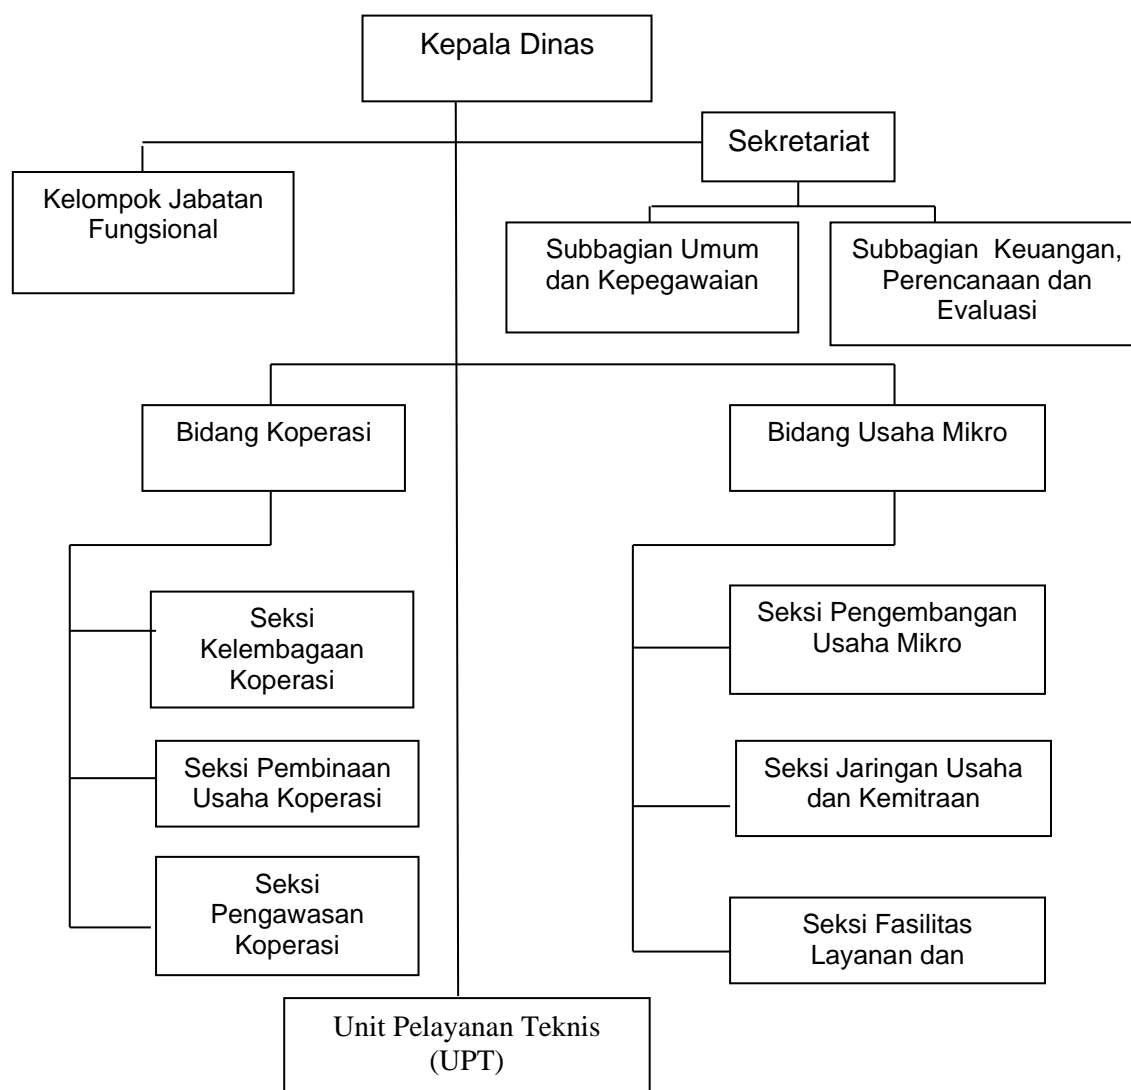 Kepala Dinas
Sekretariat
Kelompok Jabatan
Fungsional
Subbagian Umum
dan Kepegawaian
Subbagian  Keuangan,
Perencanaan dan
Evaluasi
Bidang Koperasi
Bidang Usaha Mikro
Seksi
Kelembagaan
Koperasi
Seksi Pembinaan
Usaha Koperasi
Seksi
Pengawasan
Koperasi
Seksi Pengembangan
Usaha Mikro
Seksi Jaringan Usaha
dan Kemitraan
Seksi Fasilitas
Layanan dan
Unit Pelayanan Teknis
(UPT)